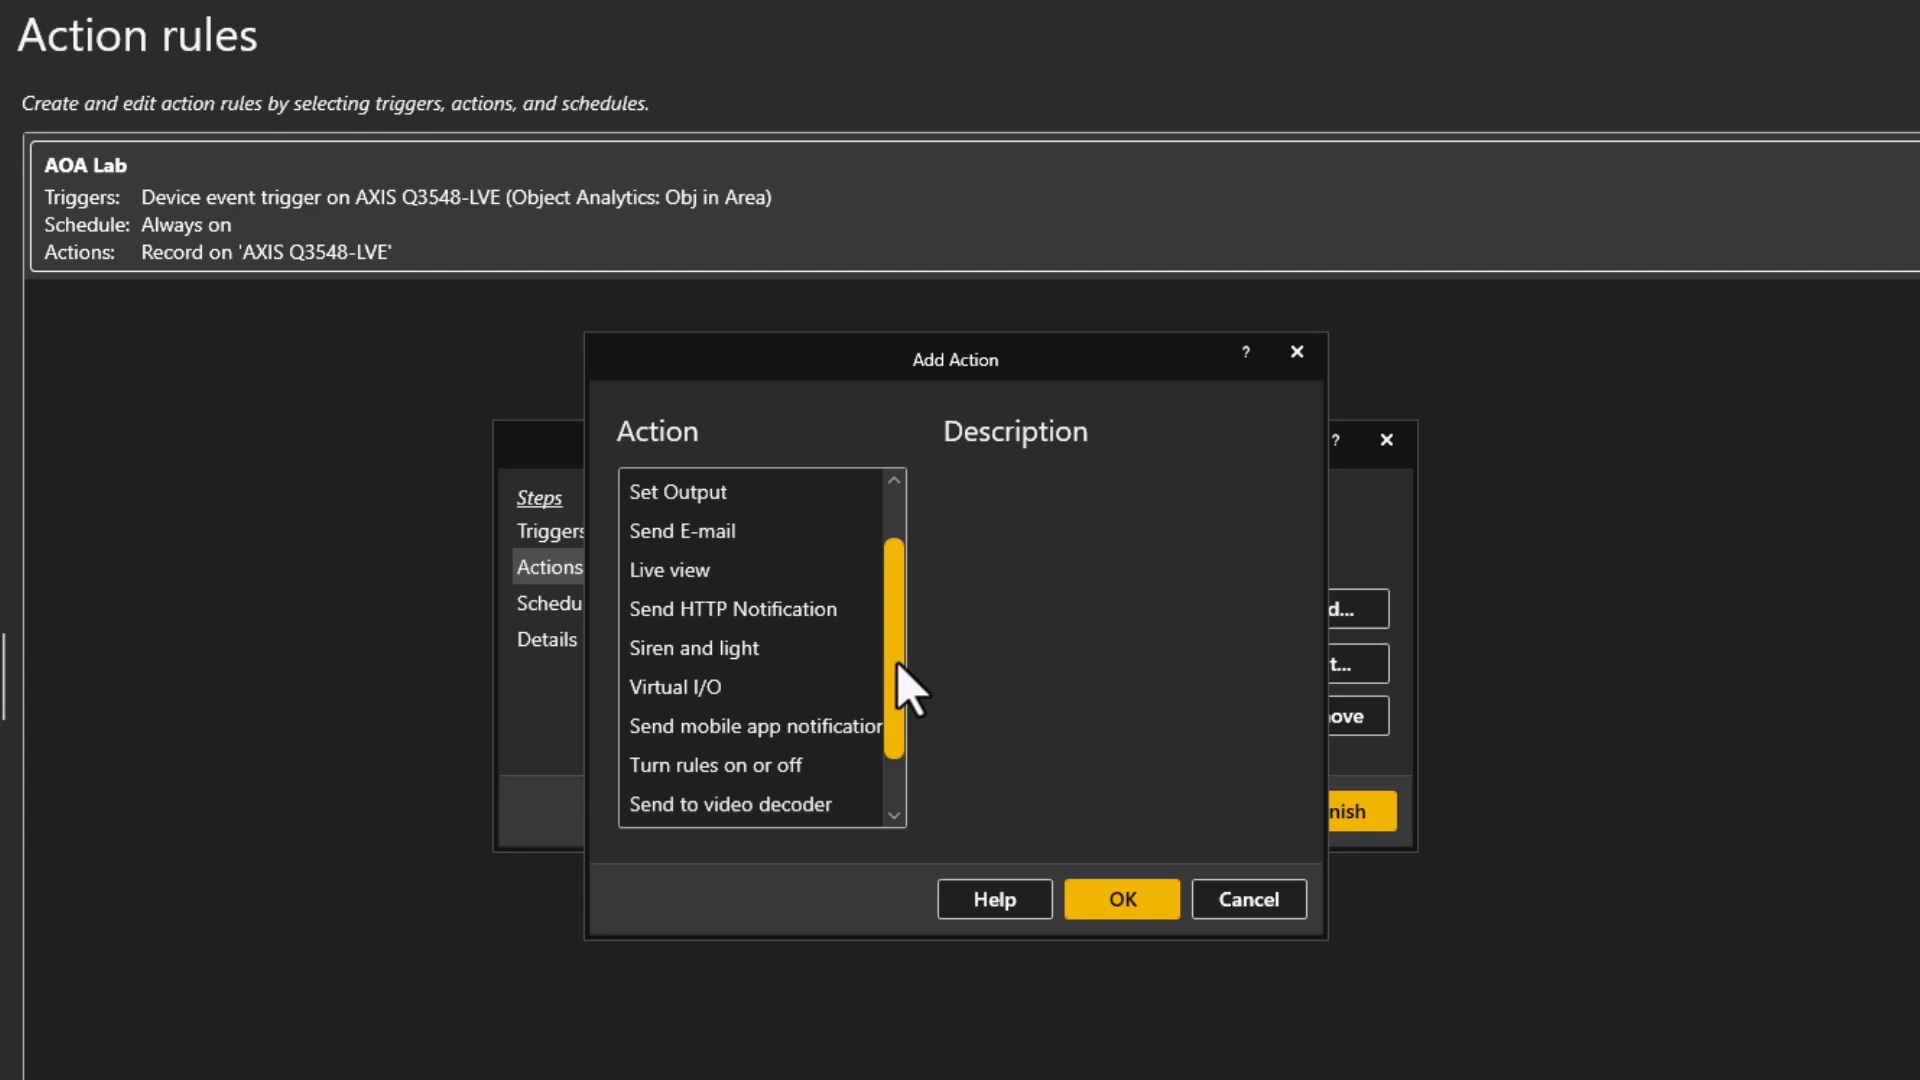 Action rules
Create and edit action rules by selecting triggers, actions, and schedules.
AOA Lab
Triggers: Device event trigger on AXIS Q3548-LVE (Object Analytics: Obj in Area)
Schedule: Always on
Actions: Record on 'AXIS Q3548-LVE'
Add Action
?
Action
Description
Set Output
Send E-mail
Live view
Send HTTP Notification
Siren and light
Virtual I/O
Send mobile app notification
Turn rules on or off
Send to video decoder
Help
OK
Cancel
?
Steps
Triggers
Actions
Schedu
Details
d...
t...
ove
nish